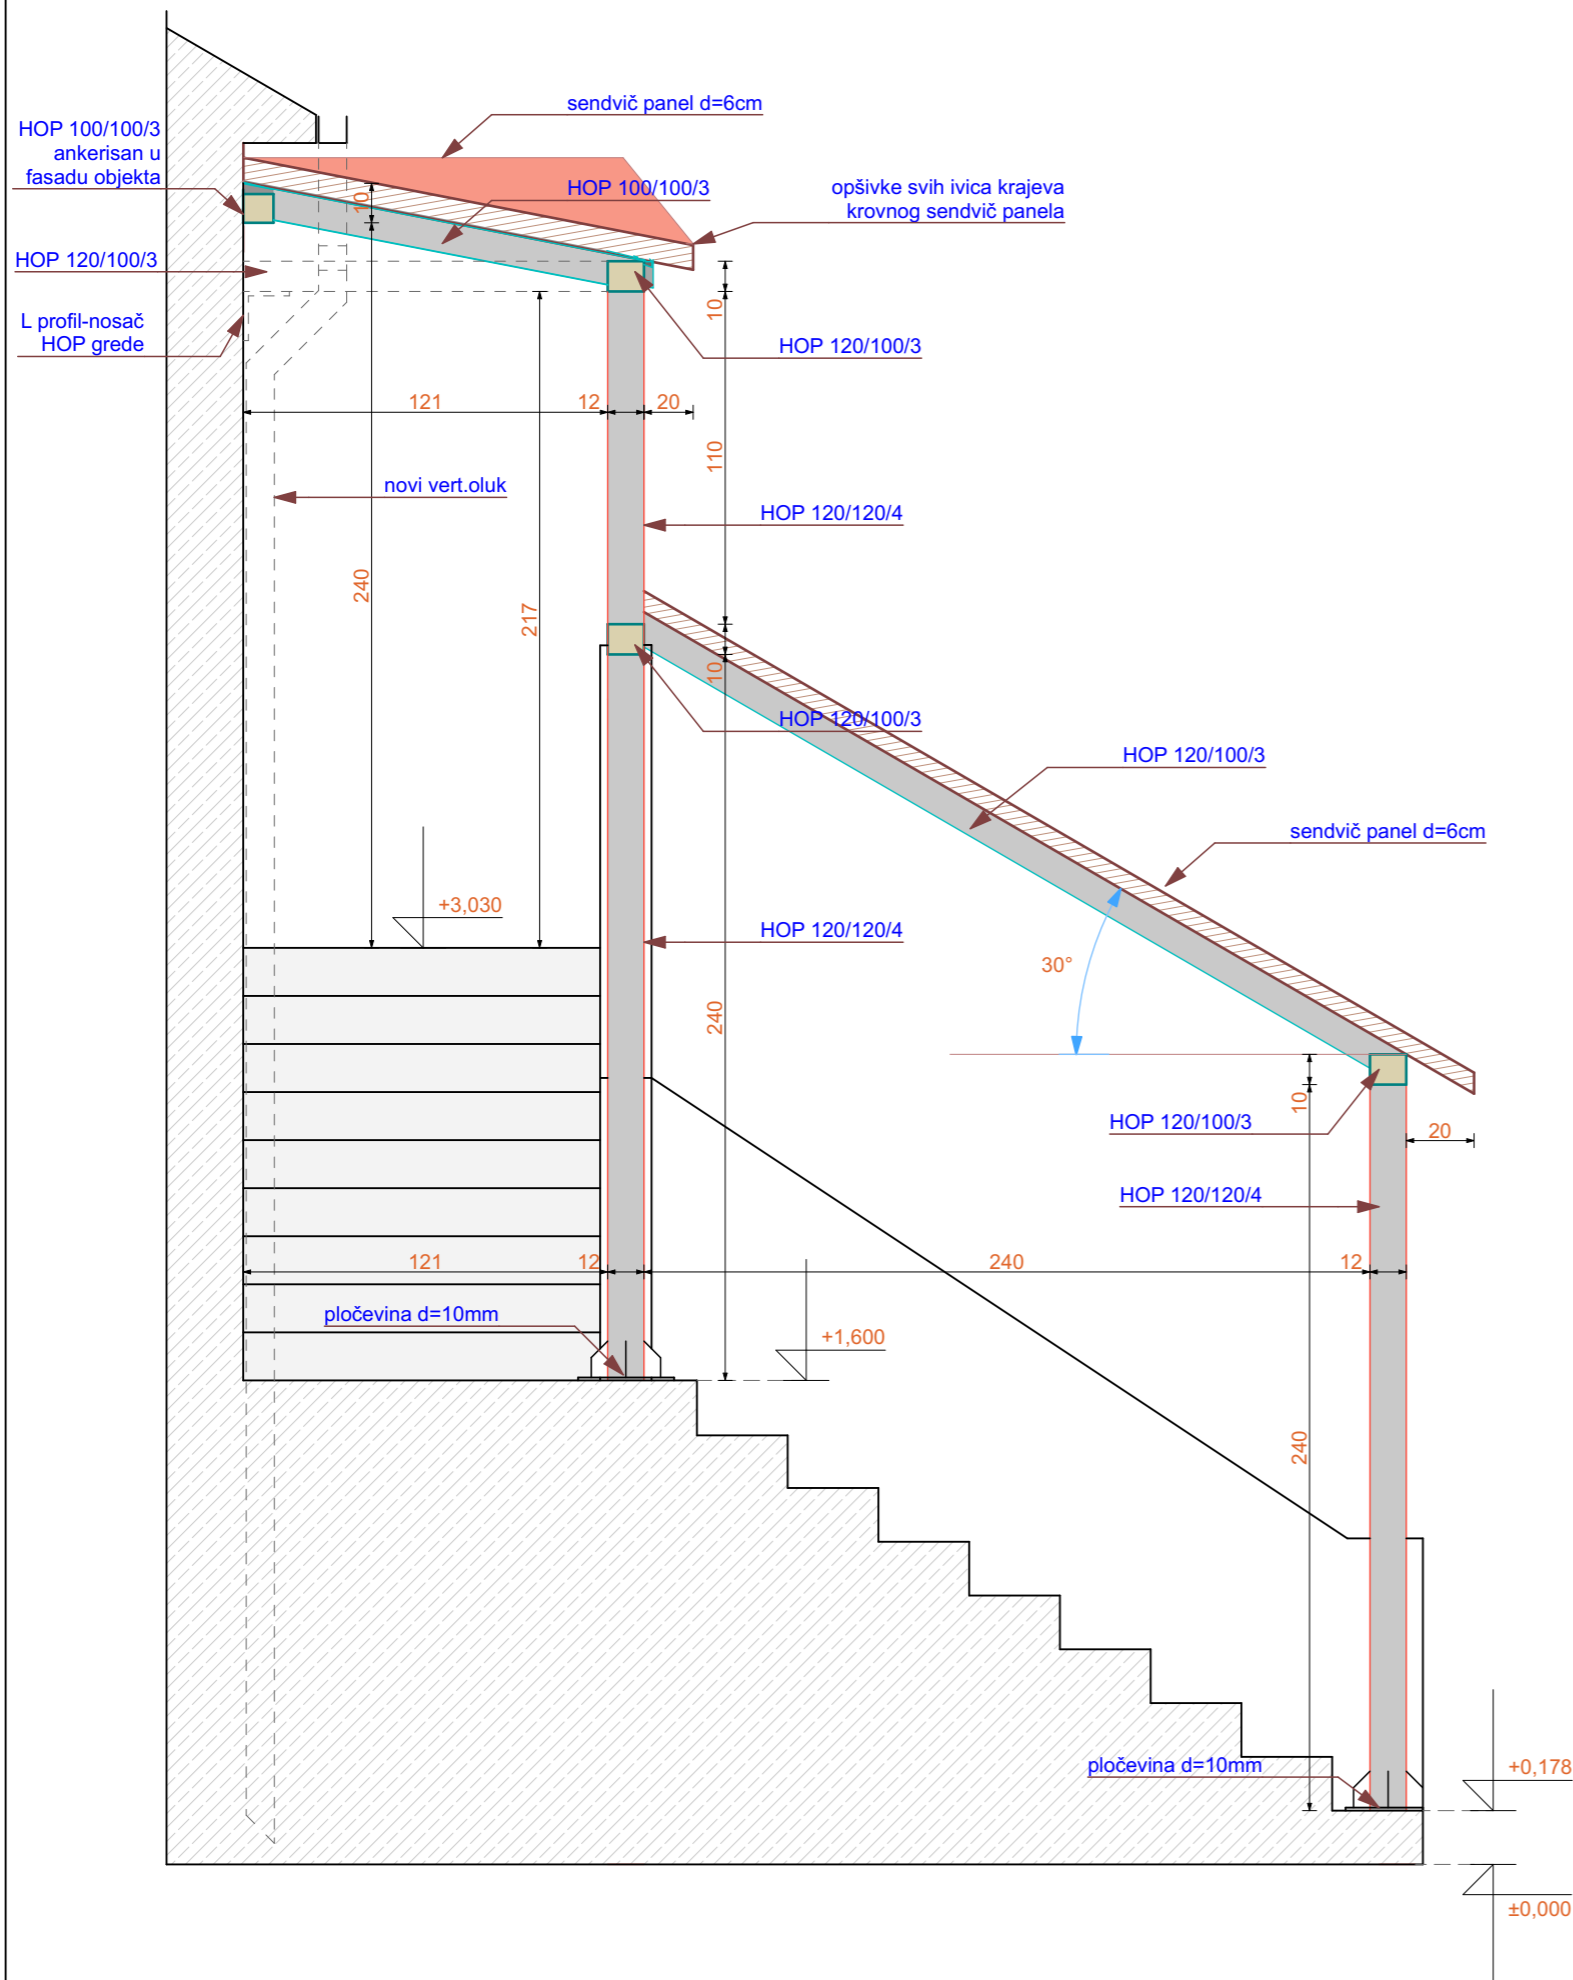 sendvič panel d=6cm
HOP 100/100/3
ankerisan u
fasadu objekta
HOP 100/100/3
opšivke svih ivica krajeva
krovnog sendvič panela
10
HOP 120/100/3
L profil-nosač
HOP grede
10
HOP 120/100/3
121
12
20
110
novi vert.oluk
HOP 120/120/4
240
217
10
HOP 120/100/3
HOP 120/100/3
sendvič panel d=6cm
+3,030
HOP 120/120/4
30°
240
10
HOP 120/100/3
20
HOP 120/120/4
121
12
240
12
pločevina d=10mm
+1,600
240
pločevina d=10mm
+0,178
±0,000